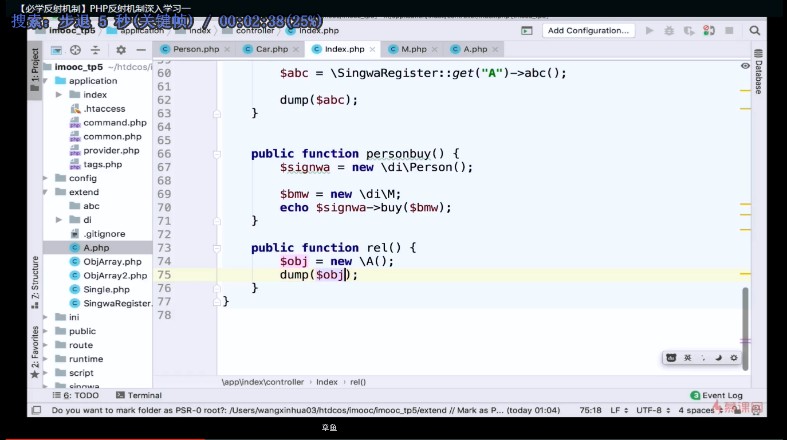 【必学反射机制】PHP反射机制深入学习一
搜索: 步退 5 秒(关键帧) / 00:02:38(25%)
imooc_tp5 application index controller Index.php
Add Configuration...
1: Project
imooc_tp5 ~/htdcos/i
application
index
.htaccess
command.php
common.php
provider.php
tags.php
config
extend
abc
di
.gitignore
A.php
ObjArray.php
ObjArray2.php
Single.php
SingwaRegister.
ini
public
route
runtime
script
singwa
Person.php
Car.php
Index.php
M.php
A.php
59
60 $abc = \SingwaRegister::get("A")->abc();
61
62 dump($abc);
63 }
64
65
66 public function personbuy() {
67 $signwa = new \di\Person();
68
69 $bmw = new \di\M;
70 echo $signwa->buy($bmw);
71 }
72
73 public function rel() {
74 $obj = new \A();
75 dump($obj);
76 }
77 }
78
Database
Z: Structure
2: Favorites
英
\app\index\controller › Index › rel()
6: TODO
Terminal
3 Event Log
Do you want to mark folder as PSR-0 root?: /Users/wangxinhua03/htdcos/imooc/imooc_tp5/extend // Mark as P... (today 01:04)
75:18 LF UTF-8 4 spaces
慕课网